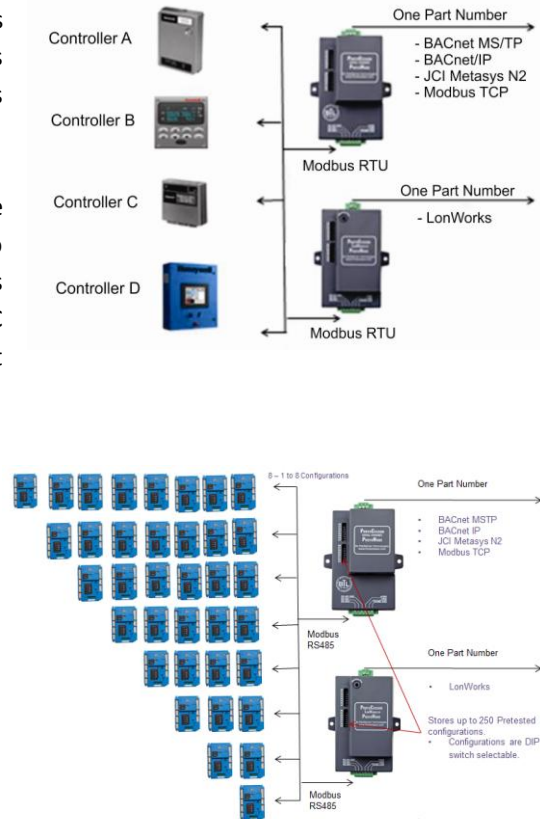 Controller A
Controller B
Controller C
Controller D
One Part Number
- BACnet MS/TP
- BACnet/IP
- JCI Metasys N2
- Modbus TCP
Modbus RTU
One Part Number
- LonWorks
Modbus RTU
8 – 1 to 8 Configurations
One Part Number
• BACnet MSTP
• BACnet IP
• JCI Metasys N2
• Modbus TCP
Modbus
RS485
One Part Number
• LonWorks
Stores up to 250 Pretested
configurations.
• Configurations are DIP
switch selectable.
Modbus
RS485